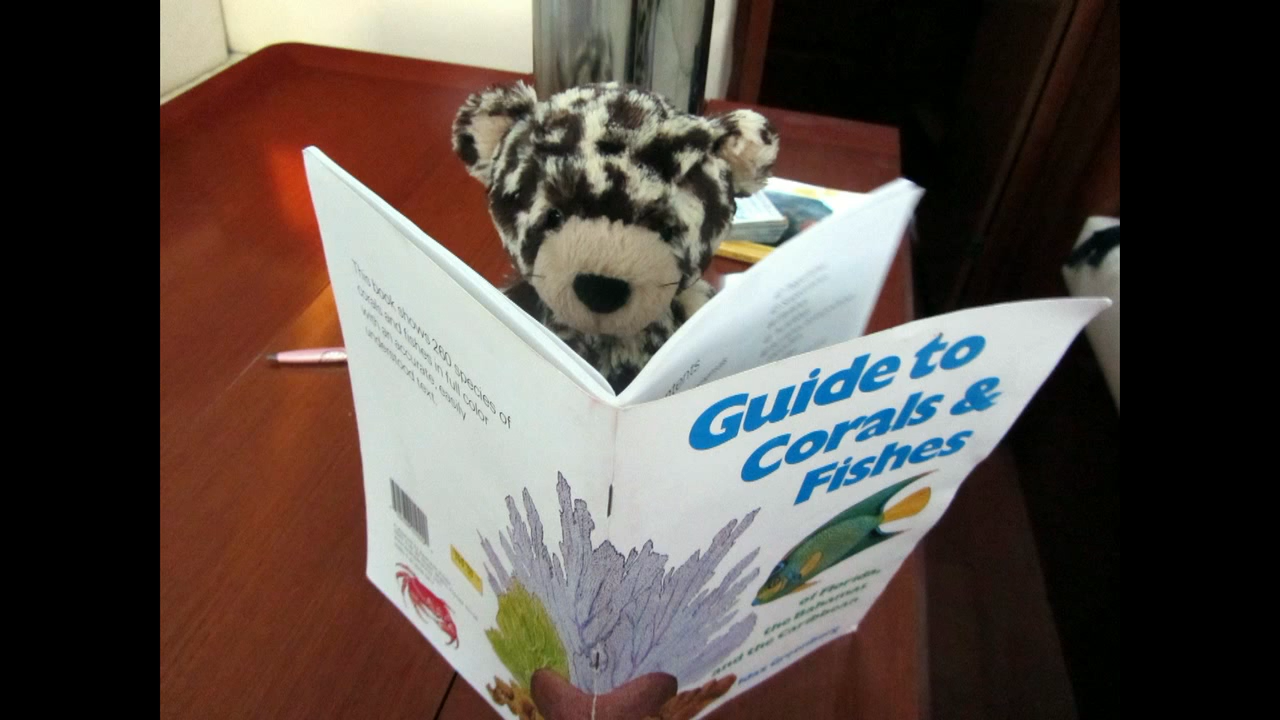 This book shows 260 species of
corals and fishes in full color
with an accurate, easily
understood text.
Guide to
Corals &
Fishes
of Florida,
the Bahamas
and the Caribbean
Greenberg